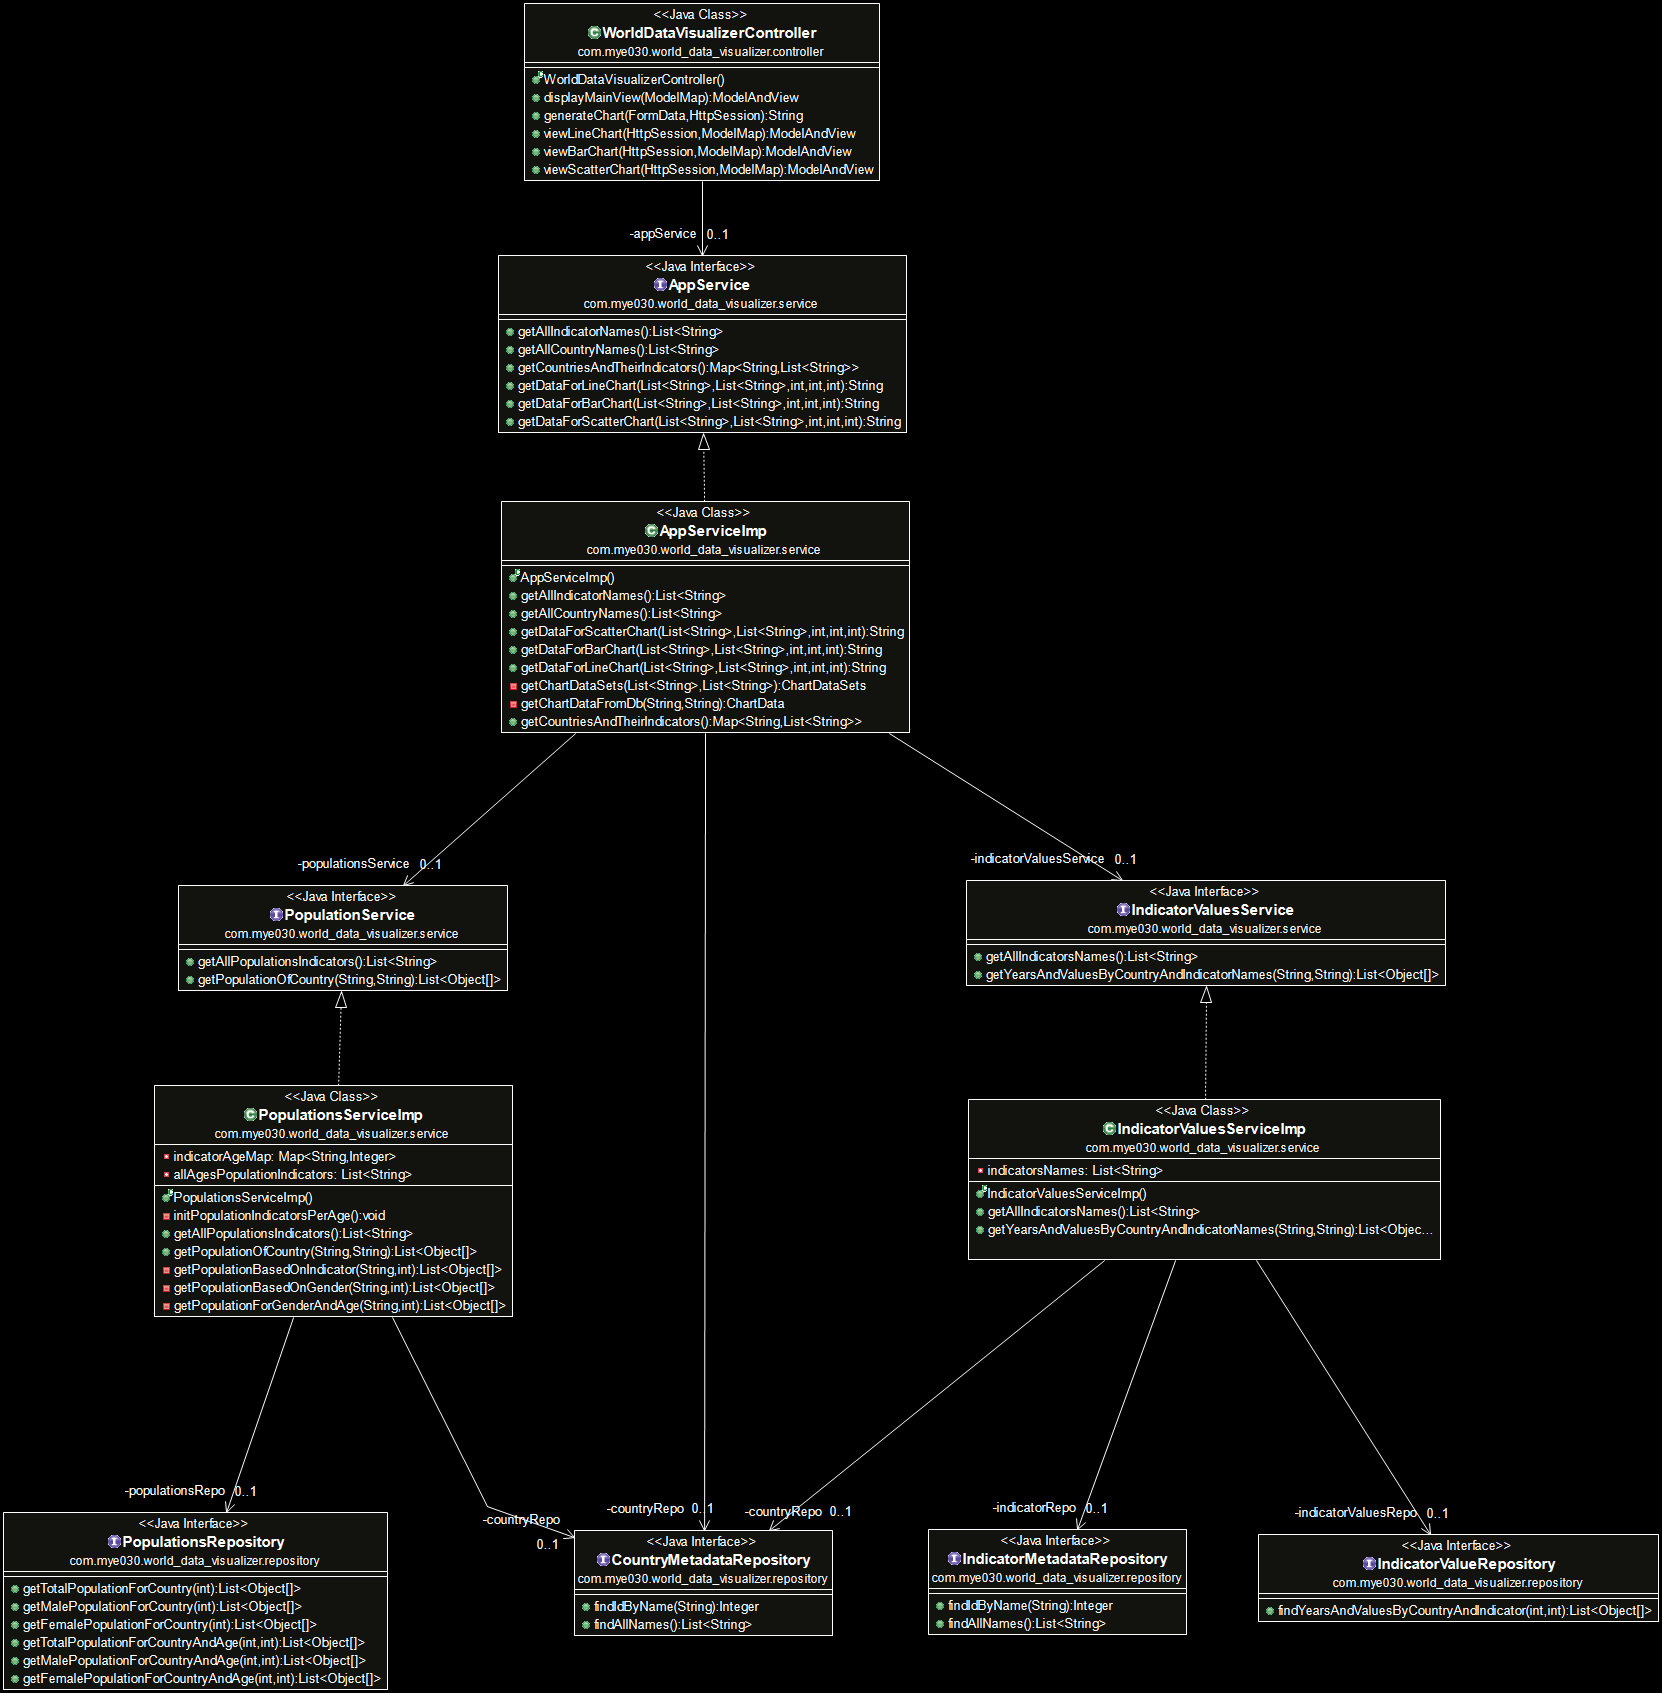 <<Java Class>>
WorldDataVisualizerController
com.mye030.world_data_visualizer.controller
WorldDataVisualizerController()
displayMainView(ModelMap):ModelAndView
generateChart(FormData,HttpSession):String
viewLineChart(HttpSession,ModelMap):ModelAndView
viewBarChart(HttpSession,ModelMap):ModelAndView
viewScatterChart(HttpSession,ModelMap):ModelAndView
-appService 0..1
<<Java Interface>>
AppService
com.mye030.world_data_visualizer.service
getAllIndicatorNames():List<String>
getAllCountryNames():List<String>
getCountriesAndTheirIndicators():Map<String,List<String>>
getDataForLineChart(List<String>,List<String>,int,int,int):String
getDataForBarChart(List<String>,List<String>,int,int,int):String
getDataForScatterChart(List<String>,List<String>,int,int,int):String
<<Java Class>>
AppServiceImp
com.mye030.world_data_visualizer.service
AppServiceImp()
getAllIndicatorNames():List<String>
getAllCountryNames():List<String>
getDataForScatterChart(List<String>,List<String>,int,int,int):String
getDataForBarChart(List<String>,List<String>,int,int,int):String
getDataForLineChart(List<String>,List<String>,int,int,int):String
getChartDataSets(List<String>,List<String>):ChartDataSets
getChartDataFromDb(String,String):ChartData
getCountriesAndTheirIndicators():Map<String,List<String>>
-populationsService 0..1
<<Java Interface>>
PopulationService
com.mye030.world_data_visualizer.service
getAllPopulationsIndicators():List<String>
getPopulationOfCountry(String,String):List<Object[]>
-indicatorValuesService 0..1
<<Java Interface>>
IndicatorValuesService
com.mye030.world_data_visualizer.service
getAllIndicatorsNames():List<String>
getYearsAndValuesByCountryAndIndicatorNames(String,String):List<Object[]>
<<Java Class>>
PopulationsServiceImp
com.mye030.world_data_visualizer.service
indicatorAgeMap: Map<String,Integer>
allAgesPopulationIndicators: List<String>
PopulationsServiceImp()
initPopulationIndicatorsPerAge():void
getAllPopulationsIndicators():List<String>
getPopulationOfCountry(String,String):List<Object[]>
getPopulationBasedOnIndicator(String,int):List<Object[]>
getPopulationBasedOnGender(String,int):List<Object[]>
getPopulationForGenderAndAge(String,int):List<Object[]>
<<Java Class>>
IndicatorValuesServiceImp
com.mye030.world_data_visualizer.service
indicatorsNames: List<String>
IndicatorValuesServiceImp()
getAllIndicatorsNames():List<String>
getYearsAndValuesByCountryAndIndicatorNames(String,String):List<Objec...
-populationsRepo 0..1
-countryRepo
0..1
-countryRepo 0..1
-countryRepo 0..1
-indicatorRepo 0..1
-indicatorValuesRepo 0..1
<<Java Interface>>
PopulationsRepository
com.mye030.world_data_visualizer.repository
getTotalPopulationForCountry(int):List<Object[]>
getMalePopulationForCountry(int):List<Object[]>
getFemalePopulationForCountry(int):List<Object[]>
getTotalPopulationForCountryAndAge(int,int):List<Object[]>
getMalePopulationForCountryAndAge(int,int):List<Object[]>
getFemalePopulationForCountryAndAge(int,int):List<Object[]>
<<Java Interface>>
CountryMetadataRepository
com.mye030.world_data_visualizer.repository
findIdByName(String):Integer
findAllNames():List<String>
<<Java Interface>>
IndicatorMetadataRepository
com.mye030.world_data_visualizer.repository
findIdByName(String):Integer
findAllNames():List<String>
<<Java Interface>>
IndicatorValueRepository
com.mye030.world_data_visualizer.repository
findYearsAndValuesByCountryAndIndicator(int,int):List<Object[]>